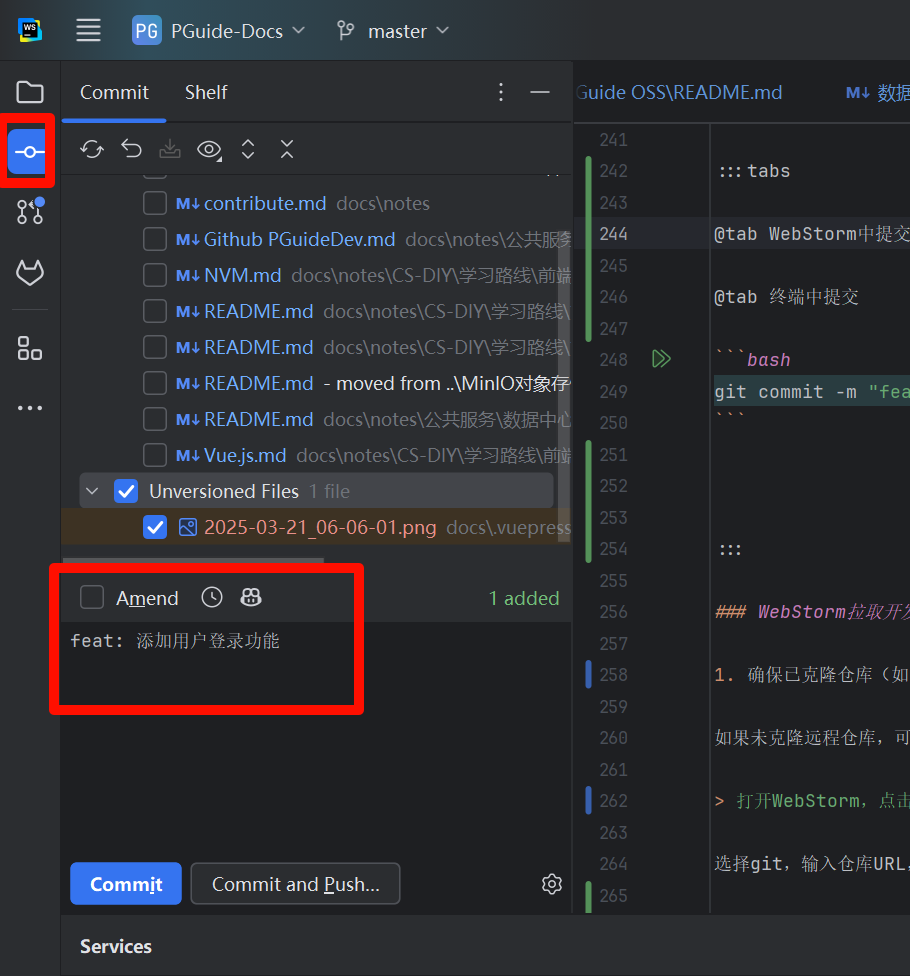 WS
PG PGuide-Docs master
Commit Shelf
contribute.md docs\notes
Github PGuideDev.md docs\notes\公共服务
NVM.md docs\notes\CS-DIY\学习路线\前端
README.md docs\notes\CS-DIY\学习路线\
README.md docs\notes\CS-DIY\学习路线\
README.md - moved from ..\MinIO对象存
README.md docs\notes\公共服务\数据中心
Vue.js.md docs\notes\CS-DIY\学习路线\前端
Unversioned Files 1 file
2025-03-21_06-06-01.png docs\.vuepress
Amend 1 added
feat: 添加用户登录功能
Commit Commit and Push...
Services
Guide OSS\README.md M↓ 数据
241
242 :::tabs
243
244 @tab WebStorm中提交
245
246 @tab 终端中提交
247
248 ```bash
249 git commit -m "fea
250 ```
251
252
253
254 :::
255
256 ### WebStorm拉取开发
257
258 1. 确保已克隆仓库（如
259
260 如果未克隆远程仓库，可
261
262 > 打开WebStorm，点击
263
264 选择git，输入仓库URL，
265